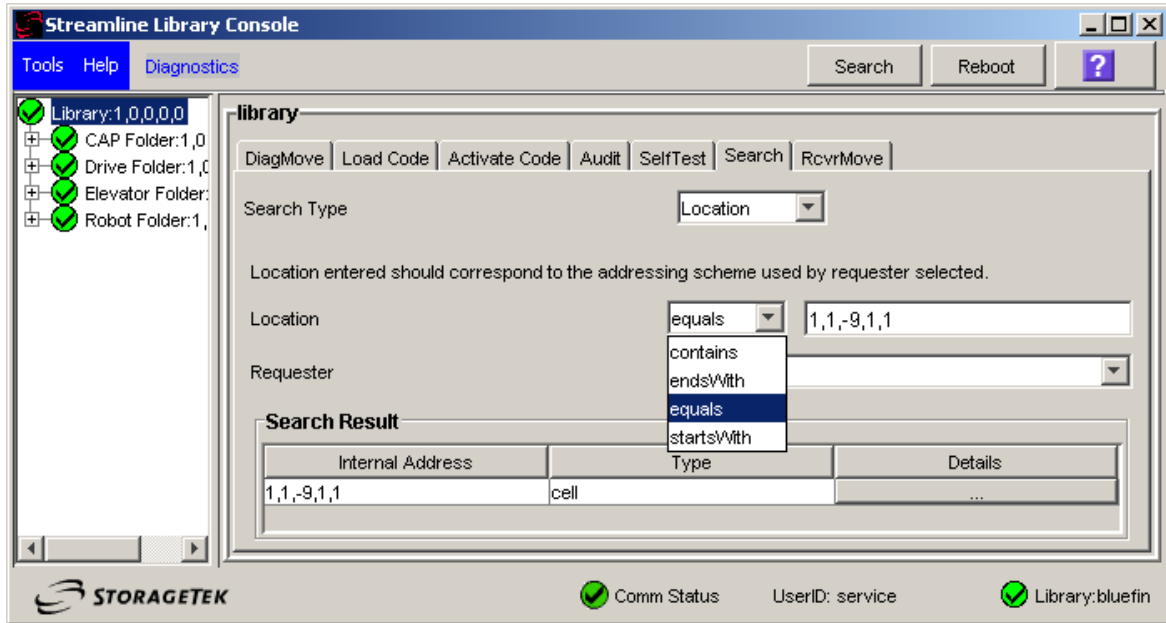 Streamline Library Console
Tools Help Diagnostics Search Reboot ?
Library:1,0,0,0,0
CAP Folder:1,0
Drive Folder:1,0
Elevator Folder:
Robot Folder:1,
library
DiagMove Load Code Activate Code Audit SelfTest Search RcvrMove
Search Type Location
Location entered should correspond to the addressing scheme used by requester selected.
Location equals 1,1,-9,1,1
contains
Requester
endsWith
equals
startsWith
Search Result
Internal Address Type Details
1,1,-9,1,1 cell ...
STORAGETEK Comm Status UserID: service Library:bluefin